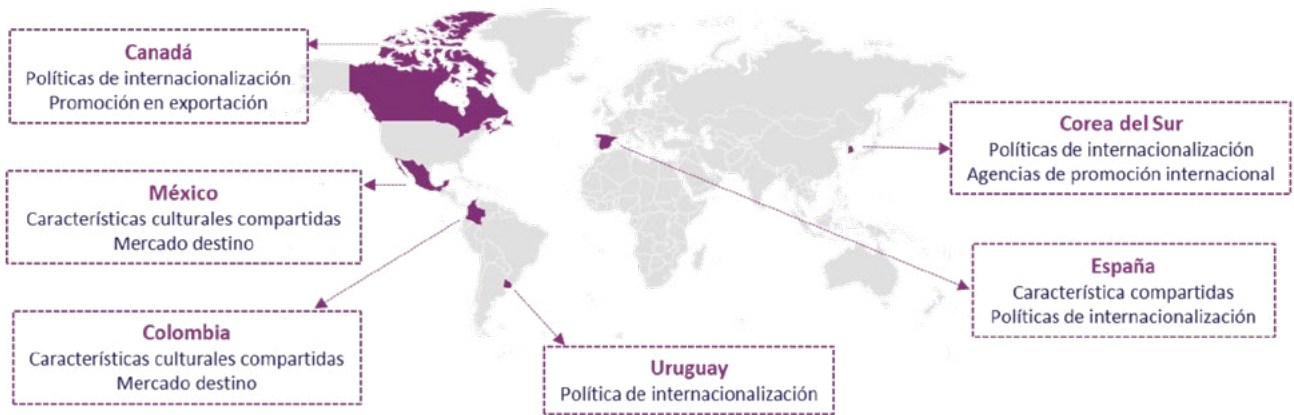 Canadá
Políticas de internacionalización
Promoción en exportación
México
Características culturales compartidas
Mercado destino
Colombia
Características culturales compartidas
Mercado destino
Uruguay
Política de internacionalización
Corea del Sur
Políticas de internacionalización
Agencias de promoción internacional
España
Característica compartidas
Políticas de internacionalización